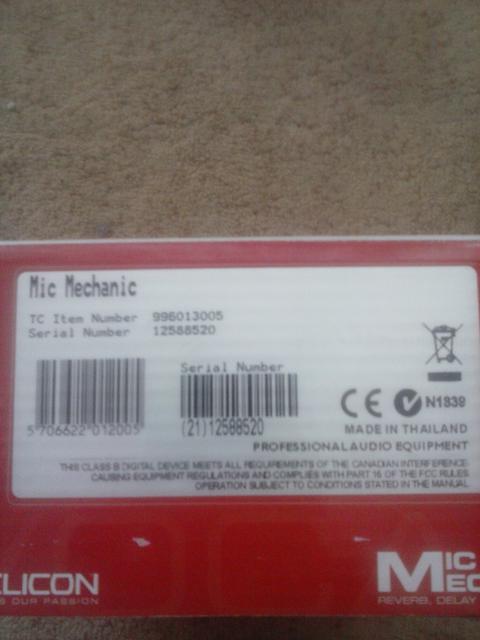 Mic Mechanic
TC Item Number 996013005
Serial Number 12588520
Serial Number
5 706622 012005
(21)12588520
CE N1339
MADE IN THAILAND
PROFESSIONAL AUDIO EQUIPMENT
THIS CLASS B DIGITAL DEVICE MEETS ALL REQUIREMENTS OF THE CANADIAN INTERFERENCE-
CAUSING EQUIPMENT REGULATIONS AND COMPLIES WITH PART 15 OF THE FCC RULES
OPERATION SUBJECT TO CONDITIONS STATED IN THE MANUAL
LICON
S OUR PASSION
MIC
MEC
REVERB, DELAY